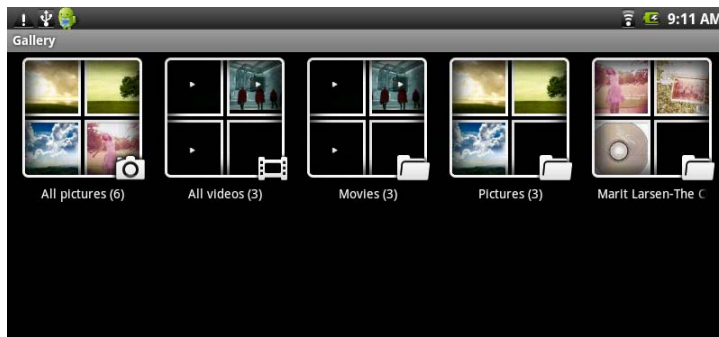 9:11 AM
Gallery
All pictures (6)
All videos (3)
Movies (3)
Pictures (3)
Marit Larsen-The C